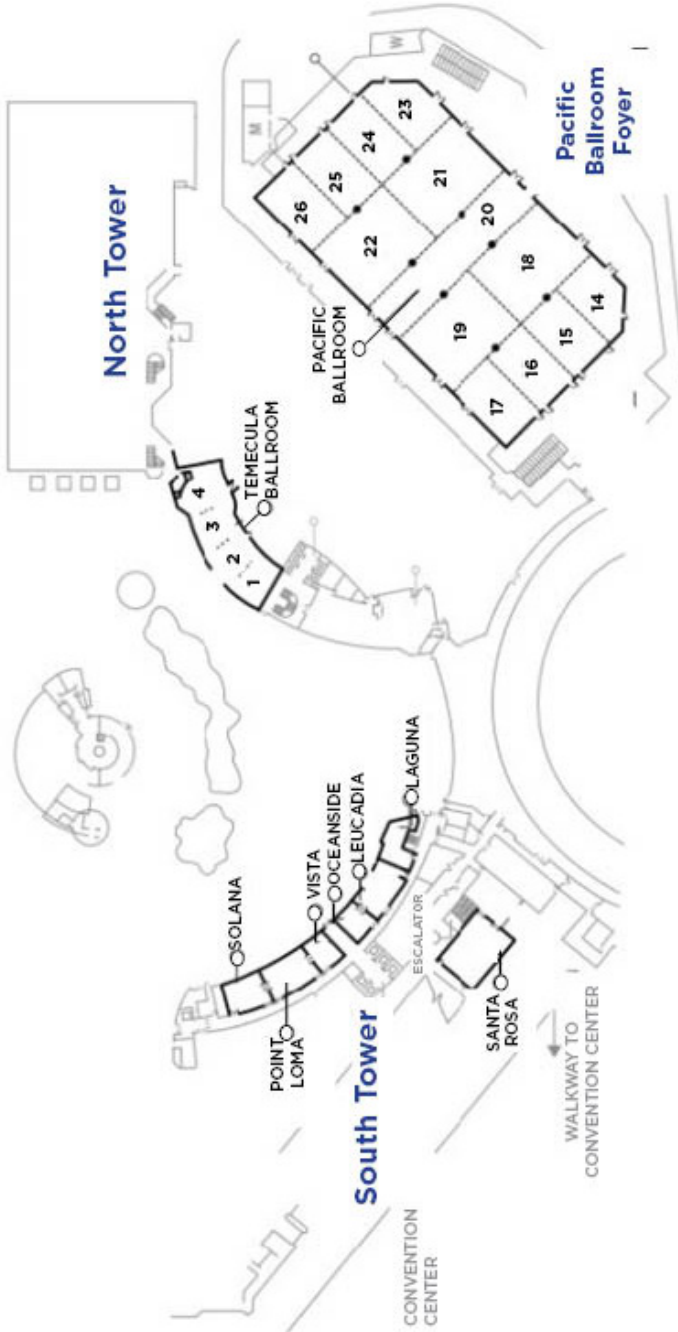 North Tower
M
W
26
25
24
23
22
21
20
19
18
17
16
15
14
PACIFIC
BALLROOM
Pacific
Ballroom
Foyer
TEMECULA
BALLROOM
4
3
2
1
SOLANA
POINT
LOMA
VISTA
OCEANSIDE
LEUCADIA
LAGUNA
ESCALATOR
SANTA
ROSA
South Tower
WALKWAY TO
CONVENTION CENTER
CONVENTION
CENTER